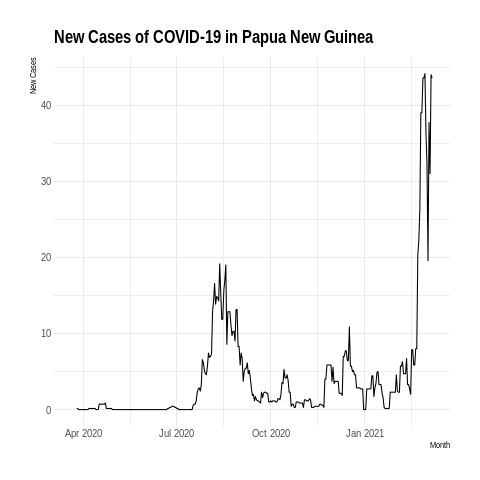 New Cases of COVID-19 in Papua New Guinea
New Cases
40
30
20
10
0
Apr 2020 Jul 2020 Oct 2020 Jan 2021
Month